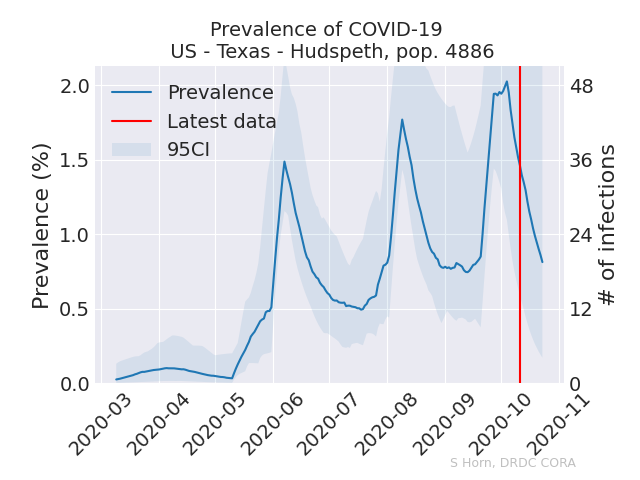 Prevalence of COVID-19
US - Texas - Hudspeth, pop. 4886
Prevalence
Latest data
95CI
Prevalence (%)
2.0
1.5
1.0
0.5
0.0
# of infections
48
36
24
12
0
2020-03
2020-04
2020-05
2020-06
2020-07
2020-08
2020-09
2020-10
2020-11
S Horn, DRDC CORA